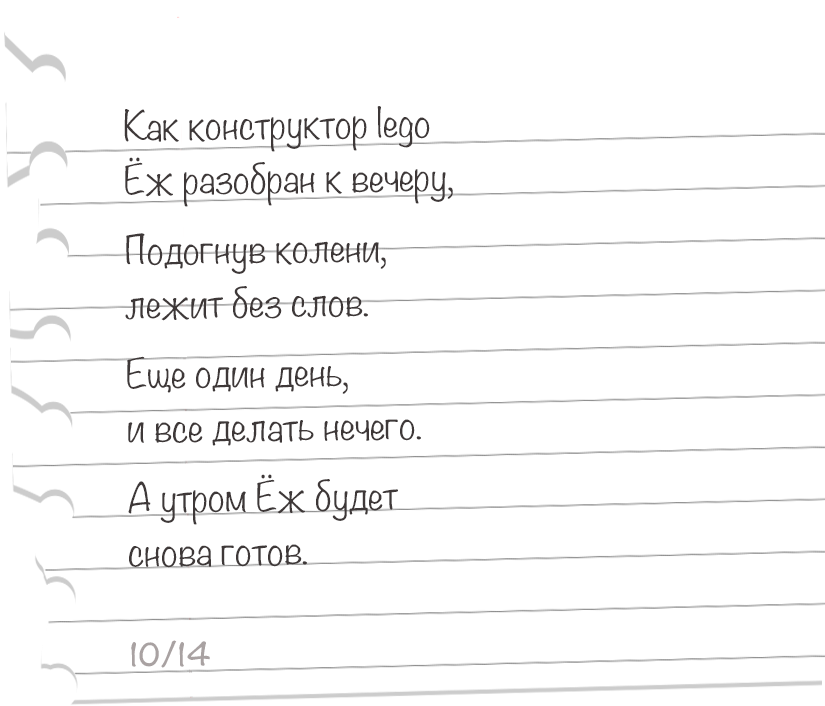 Как конструктор lego
Ёж разобран к вечеру,
Подогнув колени,
лежит без слов.
Еще один день,
и все делать нечего.
А утром Ёж будет
снова готов.
10/14